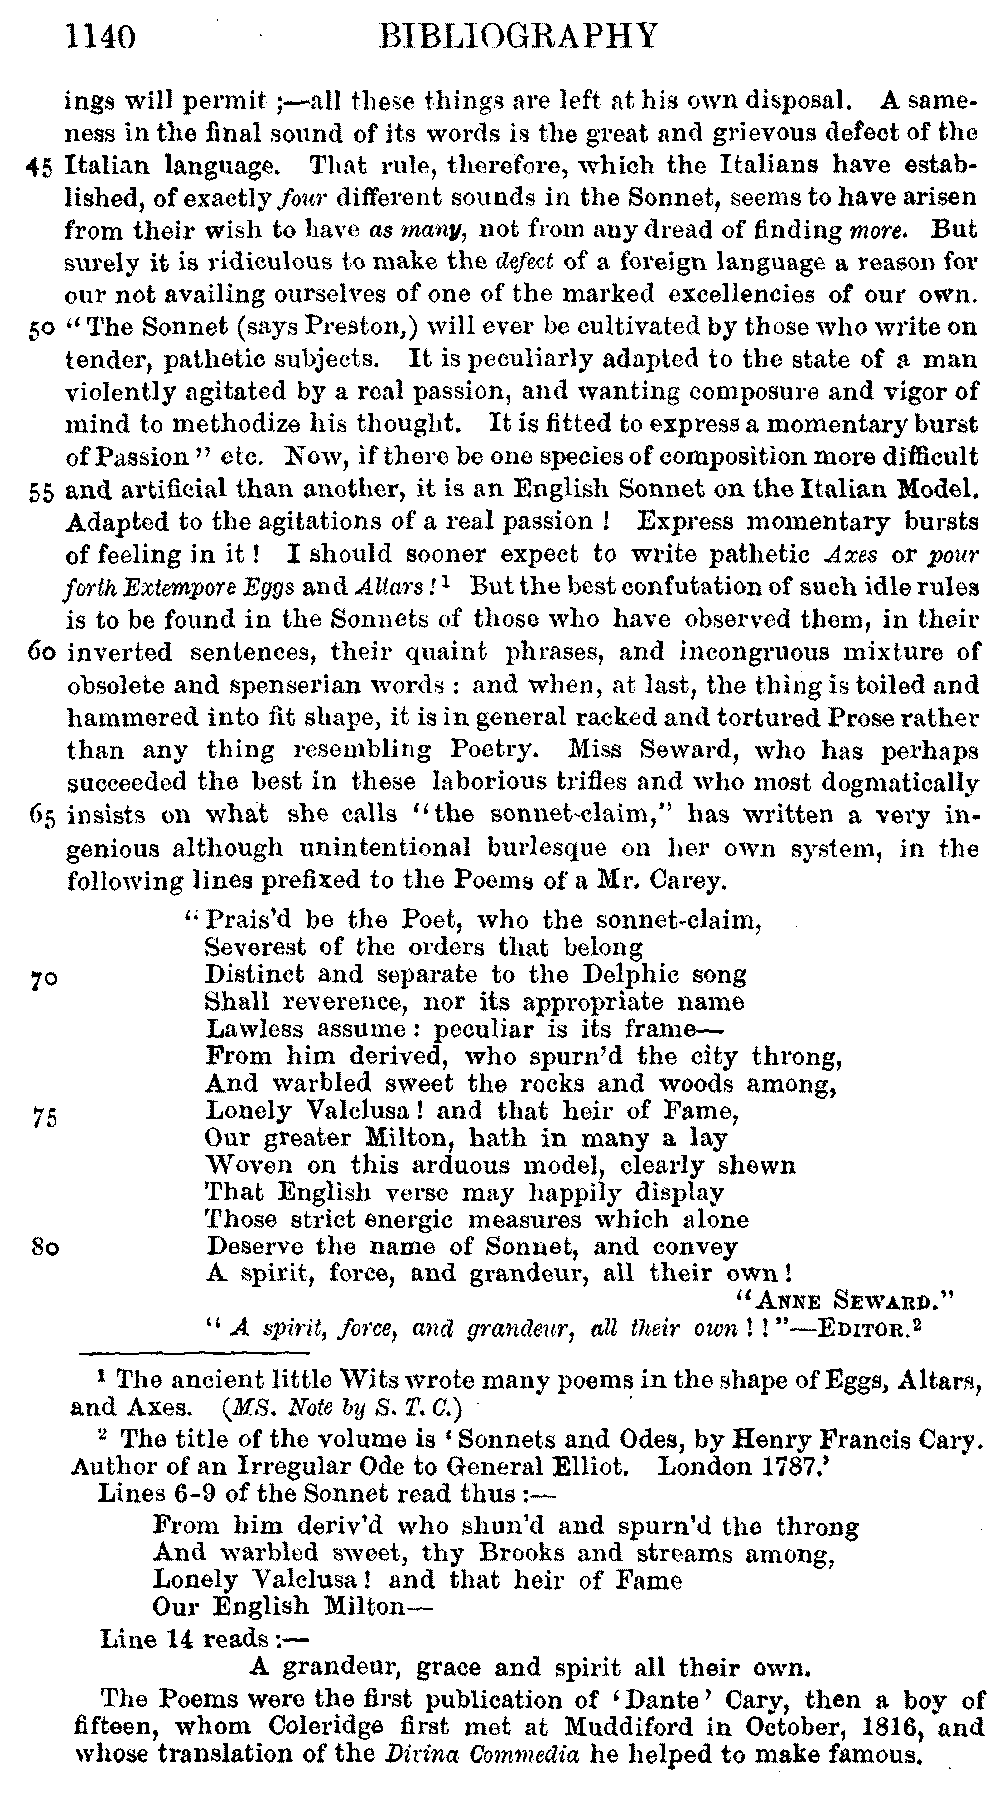 1140 BIBLIOGRAPHY
ings will permit ;—all these things are left at his own disposal. A same-
ness in the final sound of its words is the great and grievous defect of the
45 Italian language. That rule, therefore, which the Italians have estab-
lished, of exactly four different sounds in the Sonnet, seems to have arisen
from their wish to have as many, not from any dread of finding more. But
surely it is ridiculous to make the defect of a foreign language a reason for
our not availing ourselves of one of the marked excellencies of our own.
50 “ The Sonnet (says Preston,) will ever be cultivated by those who write on
tender, pathetic subjects. It is peculiarly adapted to the state of a man
violently agitated by a real passion, and wanting composure and vigor of
mind to methodize his thought. It is fitted to express a momentary burst
of Passion ” etc. Now, if there be one species of composition more difficult
55 and artificial than another, it is an English Sonnet on the Italian Model.
Adapted to the agitations of a real passion ! Express momentary bursts
of feeling in it ! I should sooner expect to write pathetic Axes or pour
forth Extempore Eggs and Altars !¹ But the best confutation of such idle rules
is to be found in the Sonnets of those who have observed them, in their
60 inverted sentences, their quaint phrases, and incongruous mixture of
obsolete and spenserian words : and when, at last, the thing is toiled and
hammered into fit shape, it is in general racked and tortured Prose rather
than any thing resembling Poetry. Miss Seward, who has perhaps
succeeded the best in these laborious trifles and who most dogmatically
65 insists on what she calls “the sonnet-claim,” has written a very in-
genious although unintentional burlesque on her own system, in the
following lines prefixed to the Poems of a Mr. Carey.
“ Prais'd be the Poet, who the sonnet-claim,
Severest of the orders that belong
70 Distinct and separate to the Delphic song
Shall reverence, nor its appropriate name
Lawless assume : peculiar is its frame—
From him derived, who spurn'd the city throng,
And warbled sweet the rocks and woods among,
75 Lonely Valclusa ! and that heir of Fame,
Our greater Milton, hath in many a lay
Woven on this arduous model, clearly shewn
That English verse may happily display
Those strict energic measures which alone
80 Deserve the name of Sonnet, and convey
A spirit, force, and grandeur, all their own !
“ANNE SEWARD.”
“ A spirit, force, and grandeur, all their own ! ! ”—EDITOR.²
¹ The ancient little Wits wrote many poems in the shape of Eggs, Altars,
and Axes. (MS. Note by S. T. C.)
² The title of the volume is ‘ Sonnets and Odes, by Henry Francis Cary.
Author of an Irregular Ode to General Elliot. London 1787.’
Lines 6-9 of the Sonnet read thus :—
From him deriv'd who shun'd and spurn'd the throng
And warbled sweet, thy Brooks and streams among,
Lonely Valclusa ! and that heir of Fame
Our English Milton—
Line 14 reads :—
A grandeur, grace and spirit all their own.
The Poems were the first publication of ‘ Dante ’ Cary, then a boy of
fifteen, whom Coleridge first met at Muddiford in October, 1816, and
whose translation of the Divina Commedia he helped to make famous.